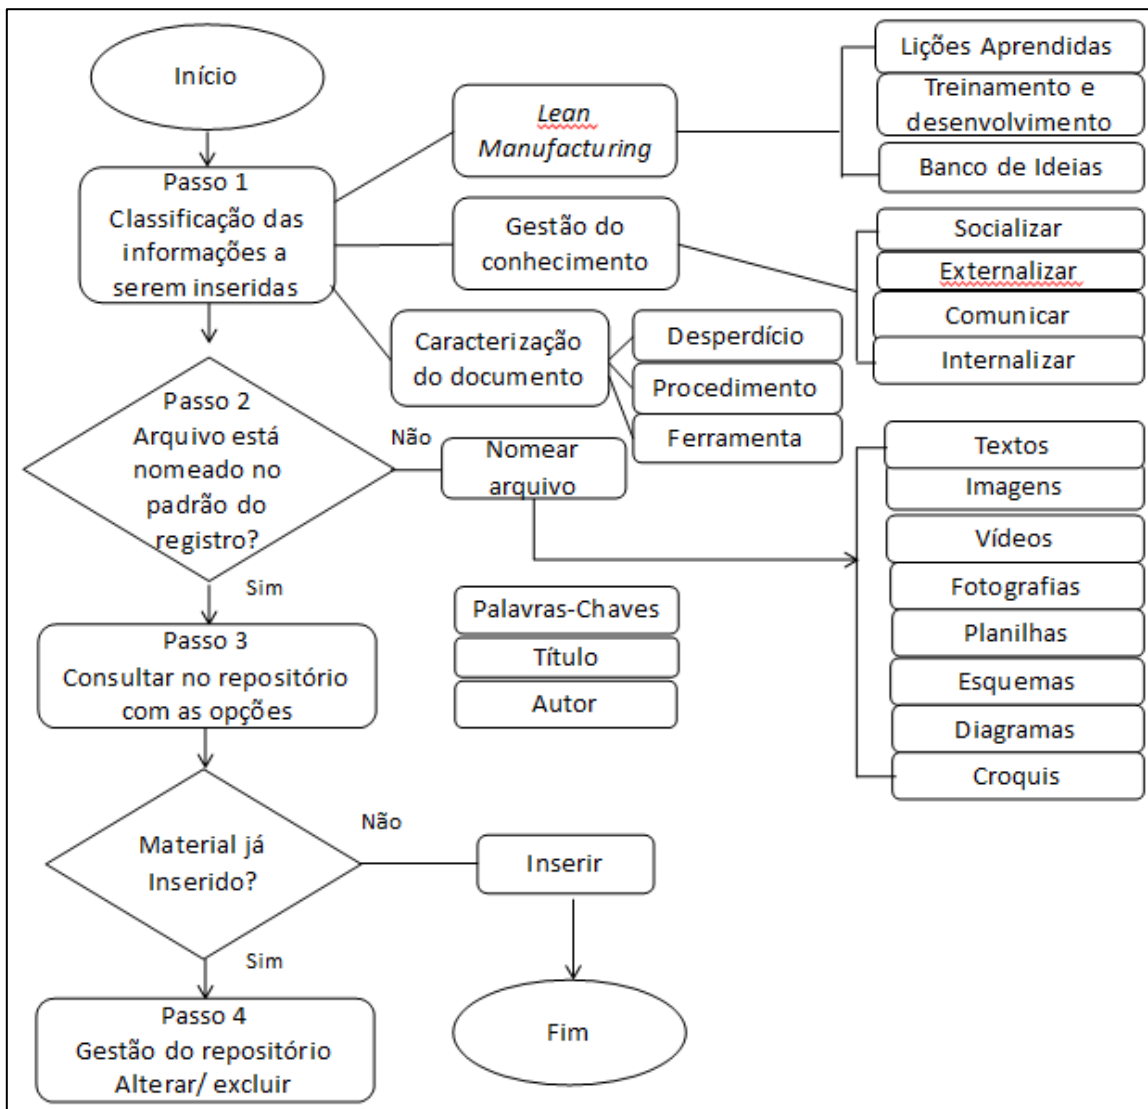 Início
Passo 1
Classificação das
informações a
serem inseridas
Lean
Manufacturing
Lições Aprendidas
Treinamento e
desenvolvimento
Banco de Ideias
Gestão do
conhecimento
Socializar
Externalizar
Comunicar
Internalizar
Caracterização
do documento
Desperdício
Procedimento
Ferramenta
Passo 2
Arquivo está
nomeado no
padrão do
registro?
Não
Nomear
arquivo
Textos
Imagens
Vídeos
Fotografias
Planilhas
Esquemas
Diagramas
Croquis
Sim
Passo 3
Consultar no repositório
com as opções
Palavras-Chaves
Título
Autor
Material já
Inserido?
Não
Inserir
Fim
Sim
Passo 4
Gestão do repositório
Alterar/ excluir